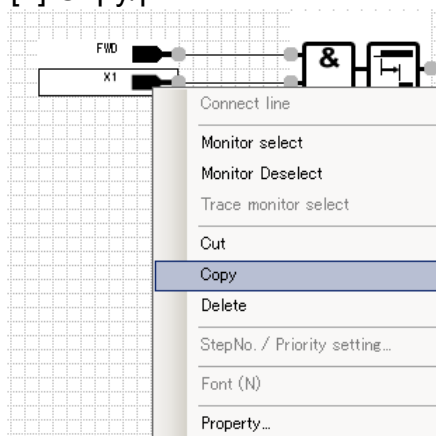 FWD
&
X1
Connect line
Monitor select
Monitor Deselect
Trace monitor select
Cut
Copy
Delete
StepNo. / Priority setting...
Font (N)
Property...